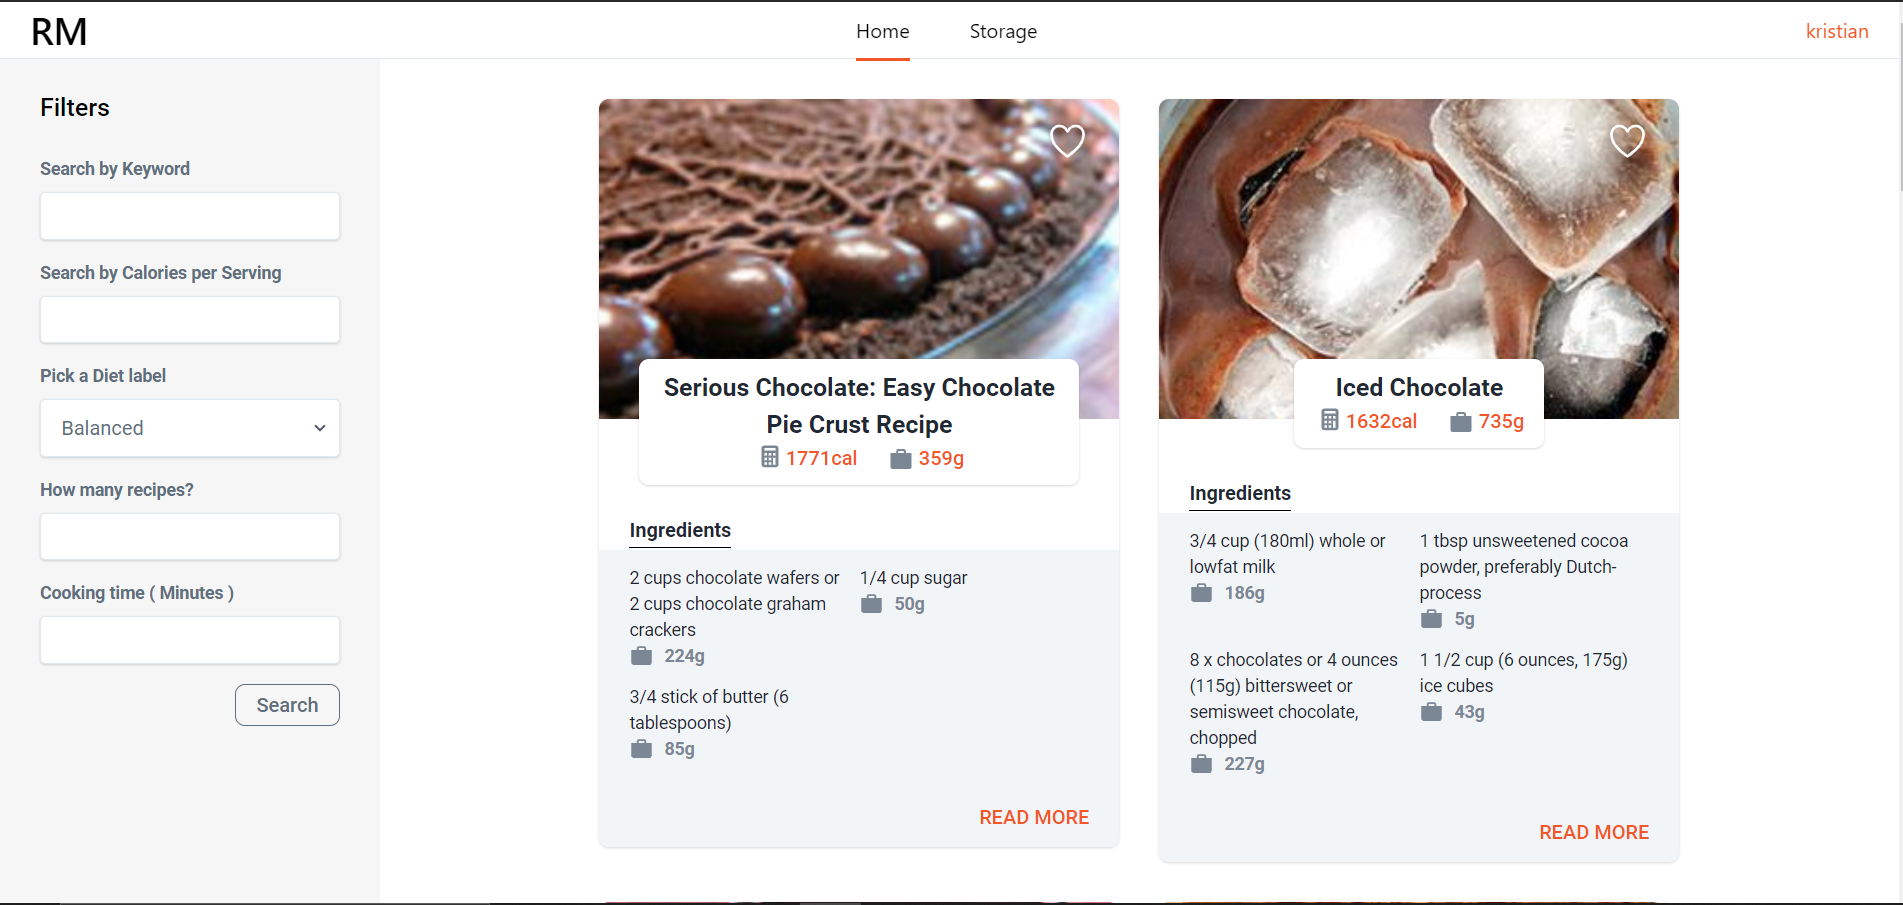 RM
Home
Storage
kristian
Filters
Search by Keyword
Search by Calories per Serving
Pick a Diet label
Balanced
How many recipes?
Cooking time ( Minutes )
Search
Serious Chocolate: Easy Chocolate
Pie Crust Recipe
1771cal
359g
Ingredients
2 cups chocolate wafers or
2 cups chocolate graham
crackers
224g
1/4 cup sugar
50g
3/4 stick of butter (6
tablespoons)
85g
READ MORE
Iced Chocolate
1632cal
735g
Ingredients
3/4 cup (180ml) whole or
lowfat milk
186g
1 tbsp unsweetened cocoa
powder, preferably Dutch-
process
5g
8 x chocolates or 4 ounces
(115g) bittersweet or
semisweet chocolate,
chopped
227g
1 1/2 cup (6 ounces, 175g)
ice cubes
43g
READ MORE